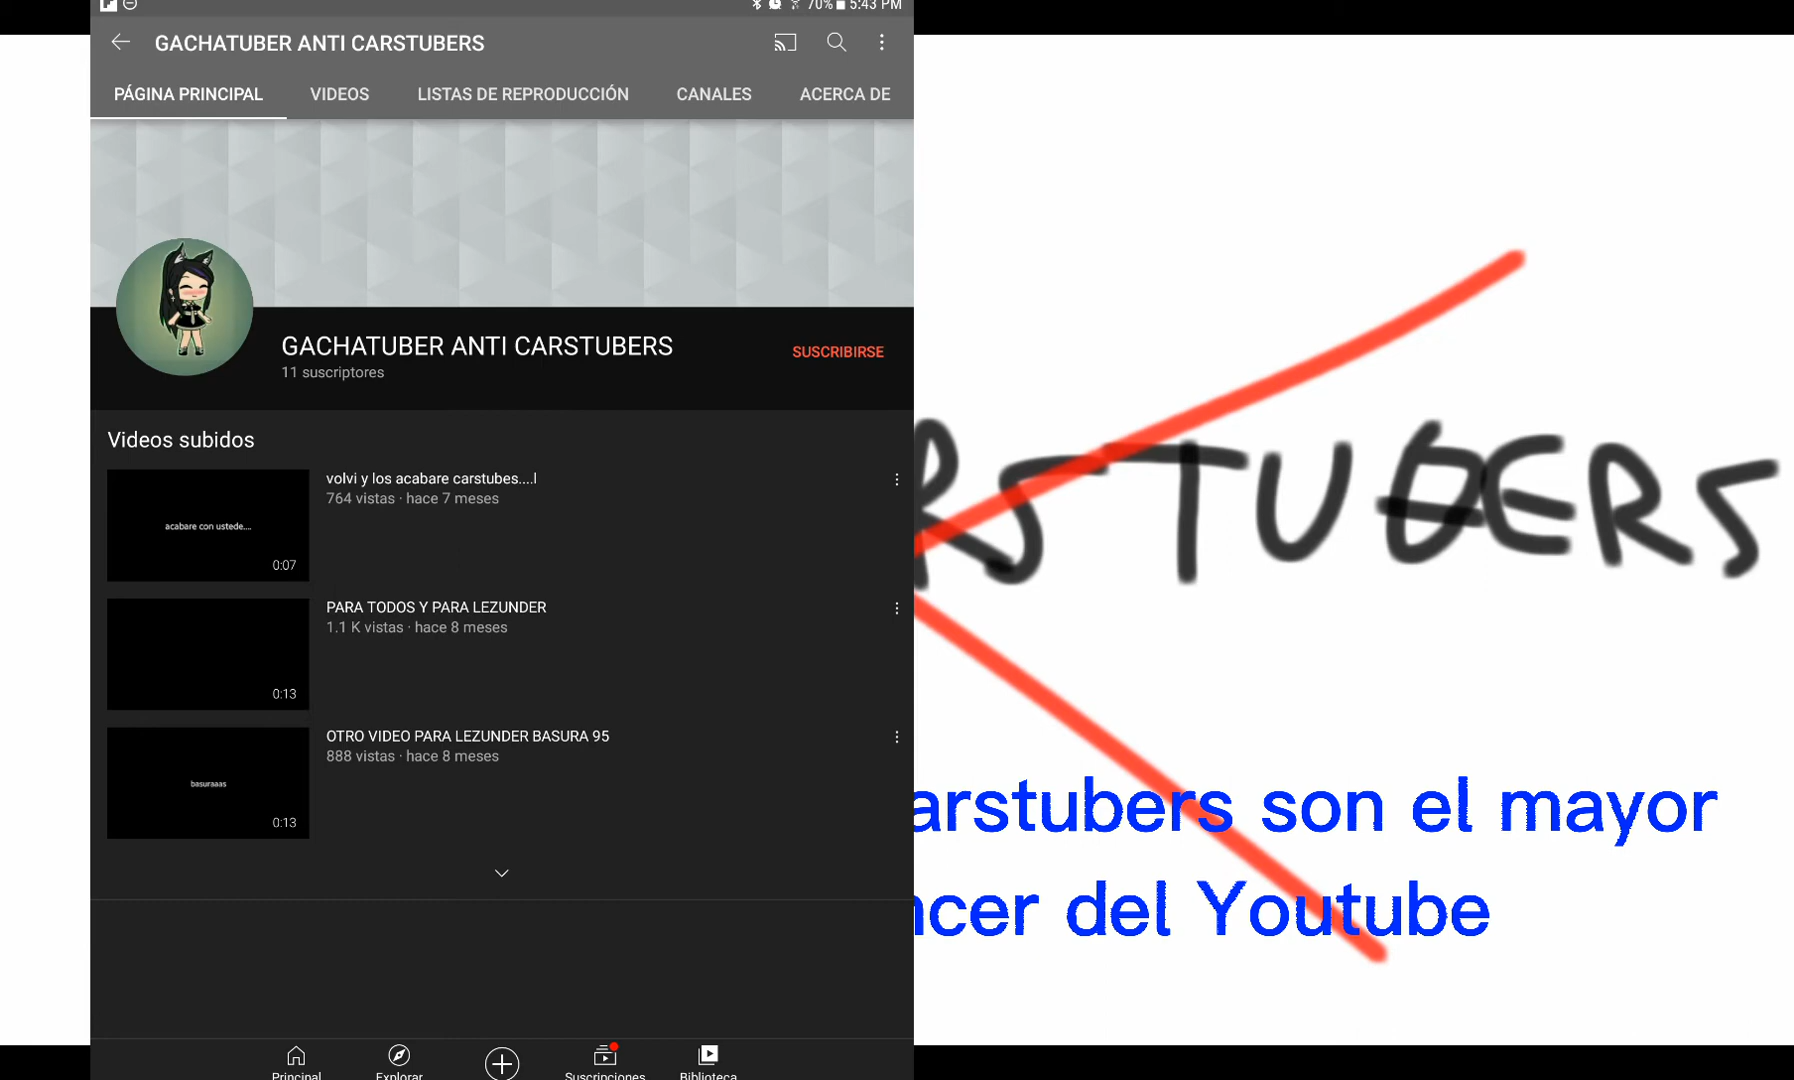 70% 5:43 PM
GACHATUBER ANTI CARSTUBERS
PÁGINA PRINCIPAL VIDEOS LISTAS DE REPRODUCCIÓN CANALES ACERCA DE
GACHATUBER ANTI CARSTUBERS
11 suscriptores
SUSCRIBIRSE
Videos subidos
volvi y los acabare carstubes....l
764 vistas · hace 7 meses
acabare con ustede....
0:07
PARA TODOS Y PARA LEZUNDER
1.1 K vistas · hace 8 meses
0:13
OTRO VIDEO PARA LEZUNDER BASURA 95
888 vistas · hace 8 meses
basuraaas
0:13
Principal Explorar Suscripciones Biblioteca
RSTUBERS
arstubers son el mayor
ncer del Youtube